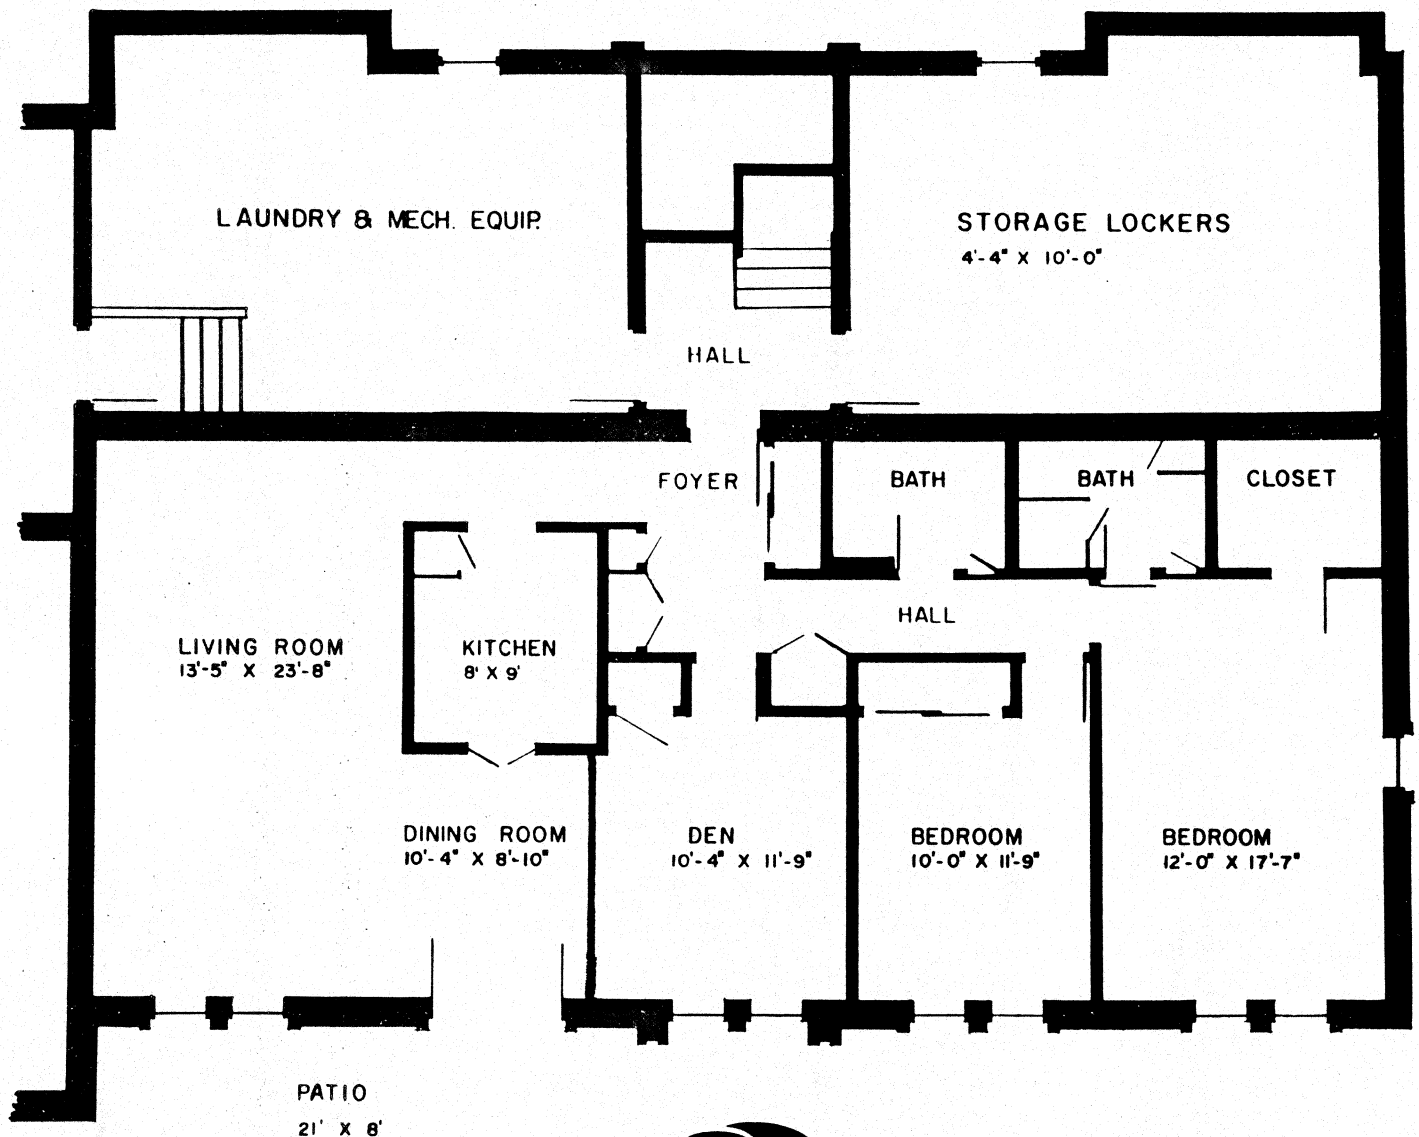 LAUNDRY & MECH. EQUIP.
STORAGE LOCKERS
4'-4" X 10'-0"
HALL
FOYER
BATH
BATH
CLOSET
HALL
LIVING ROOM
13'-5" X 23'-8"
KITCHEN
8' X 9'
DINING ROOM
10'-4" X 8'-10"
DEN
10'-4" X 11'-9"
BEDROOM
10'-0" X 11'-9"
BEDROOM
12'-0" X 17'-7"
PATIO
21' X 8'